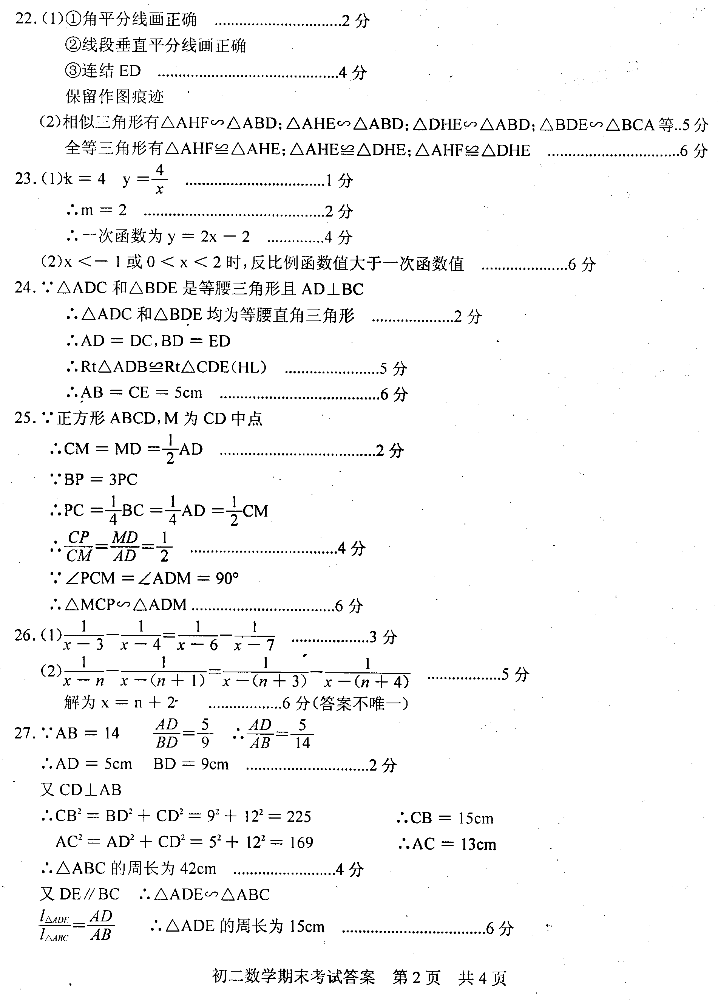 22.(1)①角平分线画正确 ..............................2 分
②线段垂直平分线画正确
③连结 ED ..........................................4 分
保留作图痕迹
(2)相似三角形有△AHF∽△ABD;△AHE∽△ABD;△DHE∽△ABD;△BDE∽△BCA 等..5 分
全等三角形有△AHF≌△AHE;△AHE≌△DHE;△AHF≌△DHE ...............................6 分
23.(1)k = 4 y = 4/x .................................1 分
∴m = 2 ..........................................2 分
∴一次函数为 y = 2x - 2 ..............4 分
(2)x < - 1 或 0 < x < 2 时,反比例函数值大于一次函数值 .....................6 分
24.∵△ADC 和△BDE 是等腰三角形且 AD⊥BC
∴△ADC 和△BDE 均为等腰直角三角形 ....................2 分
∴AD = DC,BD = ED
∴Rt△ADB≌Rt△CDE(HL) .......................5 分
∴AB = CE = 5cm ......................................6 分
25.∵正方形 ABCD,M 为 CD 中点
∴CM = MD = 1/2 AD .....................................2 分
∵BP = 3PC
∴PC = 1/4 BC = 1/4 AD = 1/2 CM
∴CP/CM = MD/AD = 1/2 ...................................4 分
∵∠PCM = ∠ADM = 90°
∴△MCP∽△ADM ..................................6 分
26.(1) 1/(x - 3) - 1/(x - 4) = 1/(x - 6) - 1/(x - 7) ..................3 分
(2) 1/(x - n) - 1/(x - (n + 1)) = 1/(x - (n + 3)) - 1/(x - (n + 4)) .................5 分
解为 x = n + 2 .................6 分(答案不唯一)
27.∵AB = 14 AD/BD = 5/9 ∴AD/AB = 5/14
∴AD = 5cm BD = 9cm .............................2 分
又 CD⊥AB
∴CB² = BD² + CD² = 9² + 12² = 225 ∴CB = 15cm
AC² = AD² + CD² = 5² + 12² = 169 ∴AC = 13cm
∴△ABC 的周长为 42cm ........................4 分
又 DE∥BC ∴△ADE∽△ABC
l△ADE/l△ABC = AD/AB ∴△ADE 的周长为 15cm ..................................6 分
初二数学期末考试答案 第 2 页 共 4 页